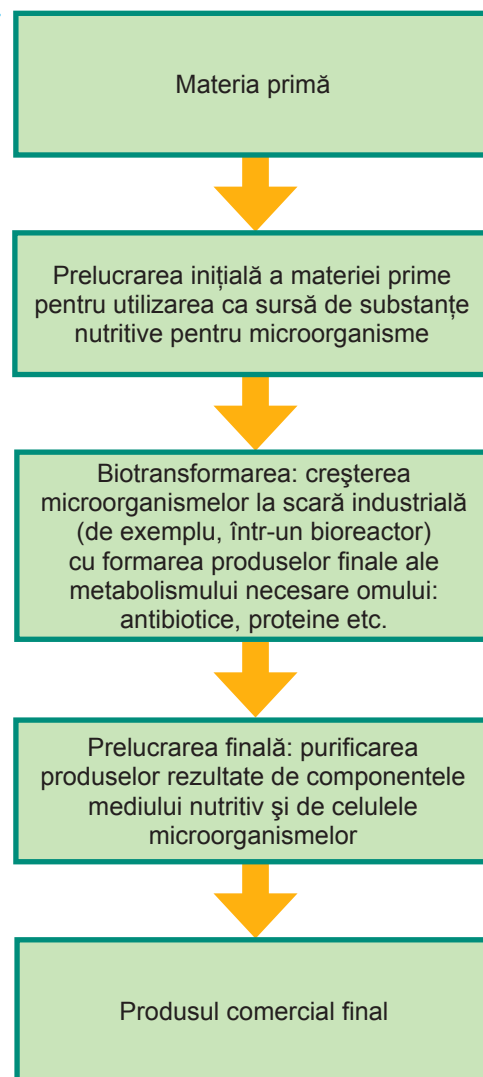 Materia primă
Prelucrarea inițială a materiei prime
pentru utilizarea ca sursă de substanțe
nutritive pentru microorganisme
Biotransformarea: creşterea
microorganismelor la scară industrială
(de exemplu, într-un bioreactor)
cu formarea produselor finale ale
metabolismului necesare omului:
antibiotice, proteine etc.
Prelucrarea finală: purificarea
produselor rezultate de componentele
mediului nutritiv şi de celulele
microorganismelor
Produsul comercial final